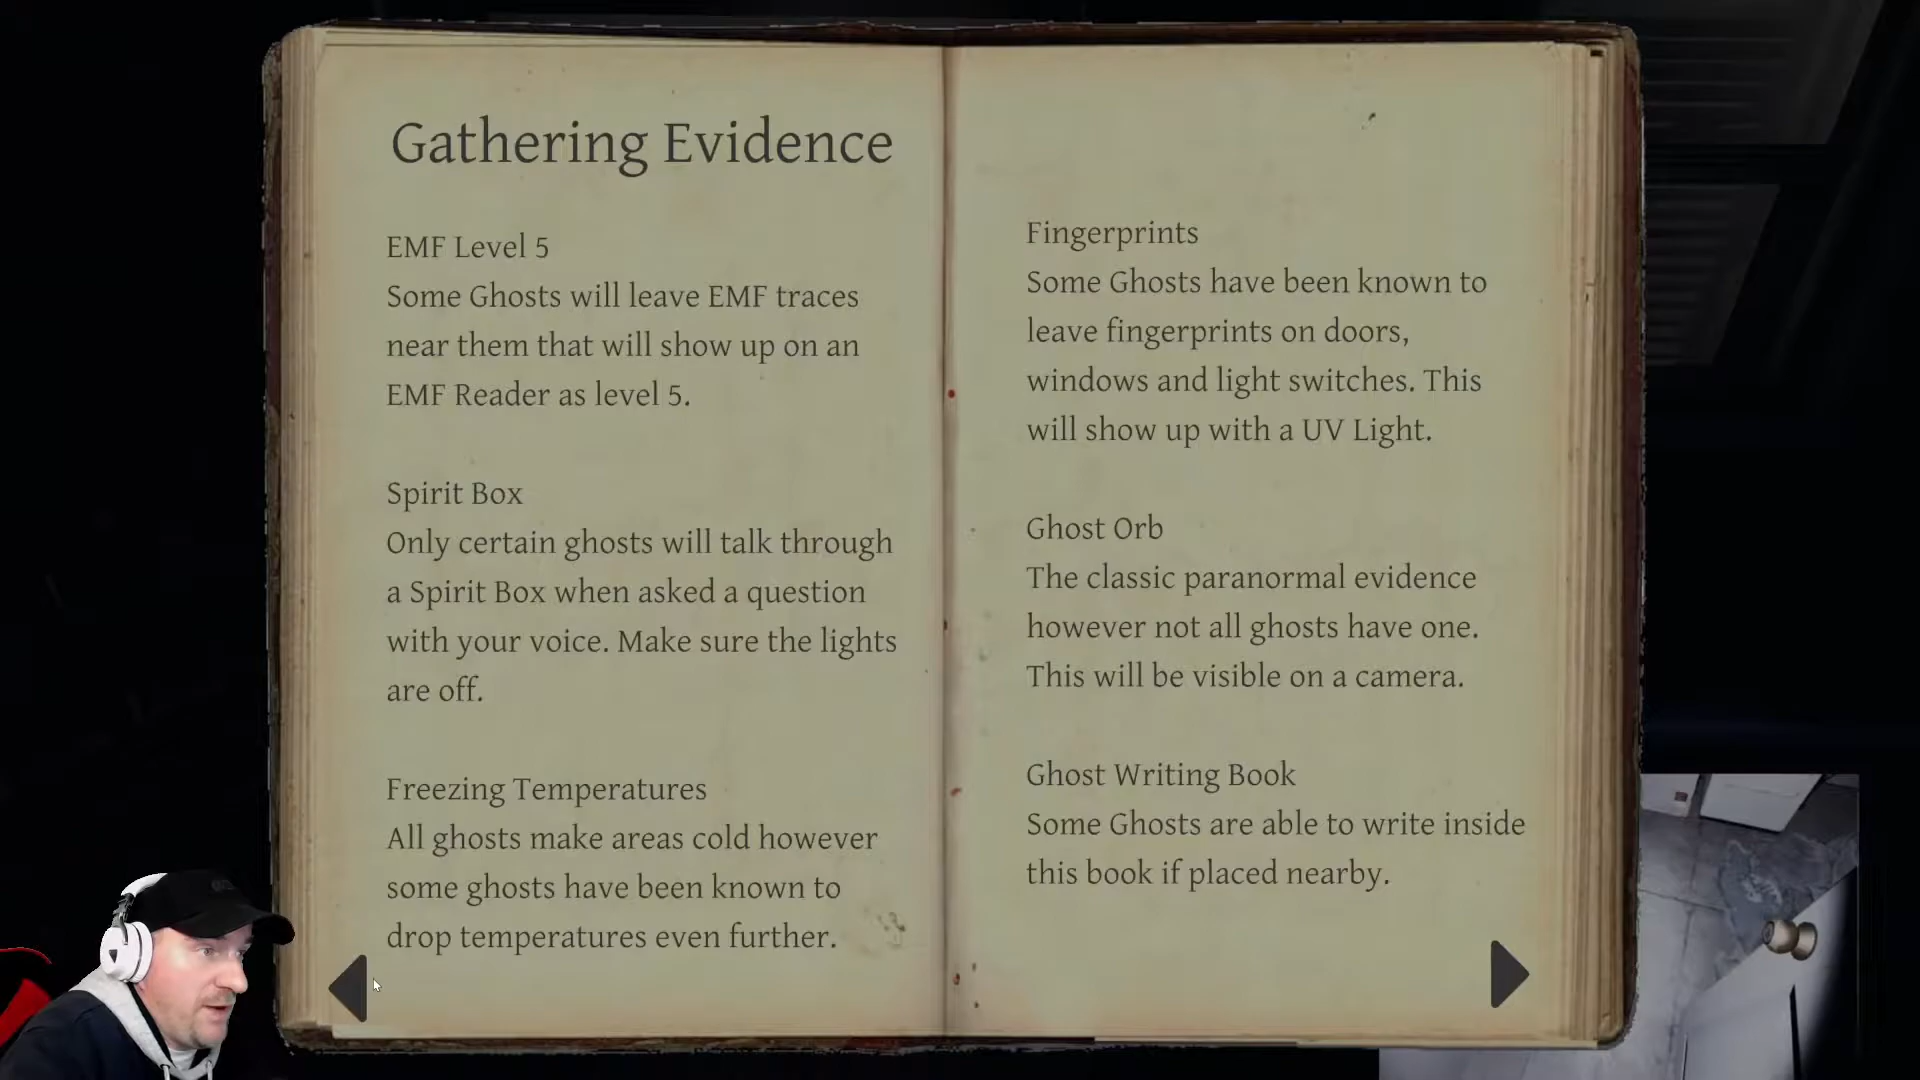 Gathering Evidence
EMF Level 5
Some Ghosts will leave EMF traces
near them that will show up on an
EMF Reader as level 5.
Spirit Box
Only certain ghosts will talk through
a Spirit Box when asked a question
with your voice. Make sure the lights
are off.
Freezing Temperatures
All ghosts make areas cold however
some ghosts have been known to
drop temperatures even further.
Fingerprints
Some Ghosts have been known to
leave fingerprints on doors,
windows and light switches. This
will show up with a UV Light.
Ghost Orb
The classic paranormal evidence
however not all ghosts have one.
This will be visible on a camera.
Ghost Writing Book
Some Ghosts are able to write inside
this book if placed nearby.